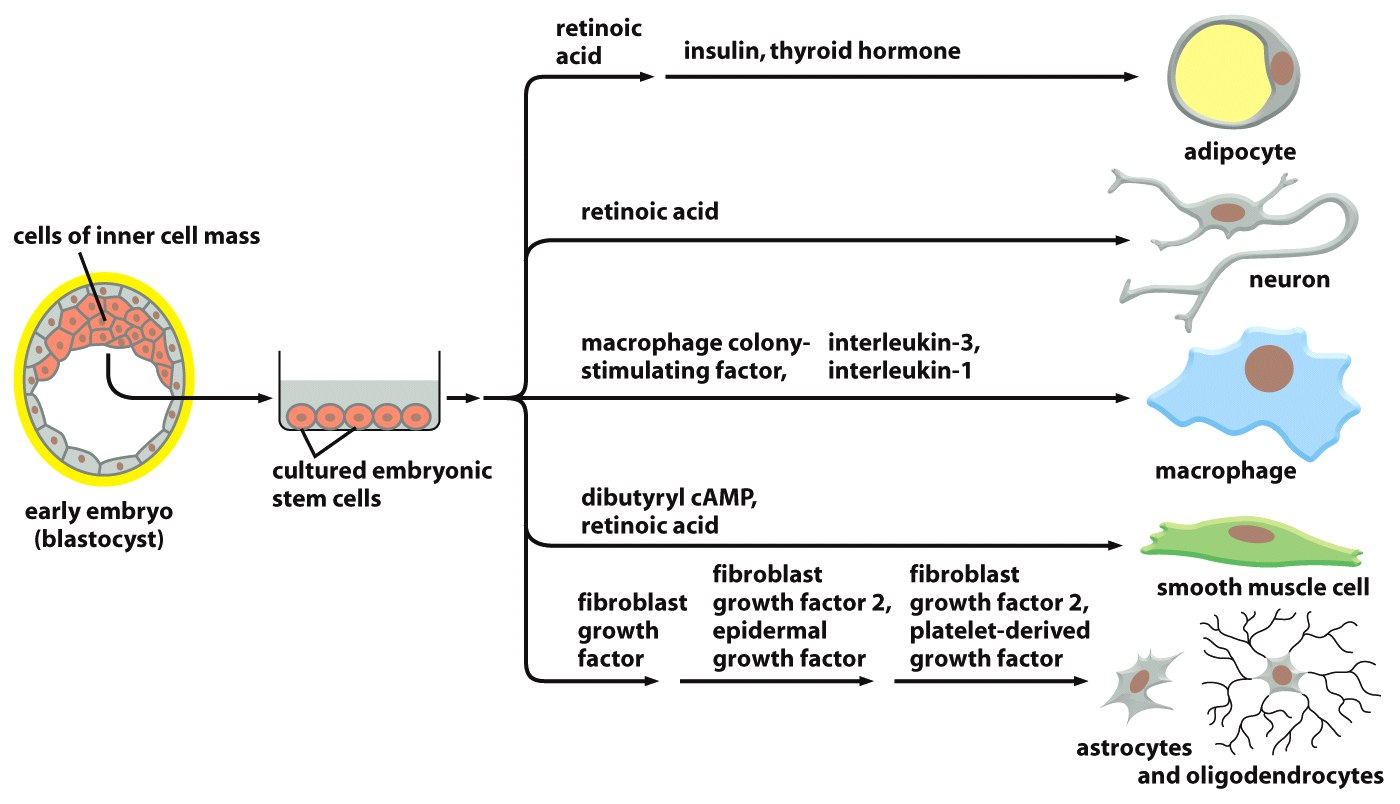 retinoic
acid
insulin, thyroid hormone
adipocyte
retinoic acid
neuron
cells of inner cell mass
early embryo
(blastocyst)
cultured embryonic
stem cells
macrophage colony-
stimulating factor,
interleukin-3,
interleukin-1
macrophage
dibutyryl cAMP,
retinoic acid
smooth muscle cell
fibroblast
growth
factor
fibroblast
growth factor 2,
epidermal
growth factor
fibroblast
growth factor 2,
platelet-derived
growth factor
astrocytes
and oligodendrocytes